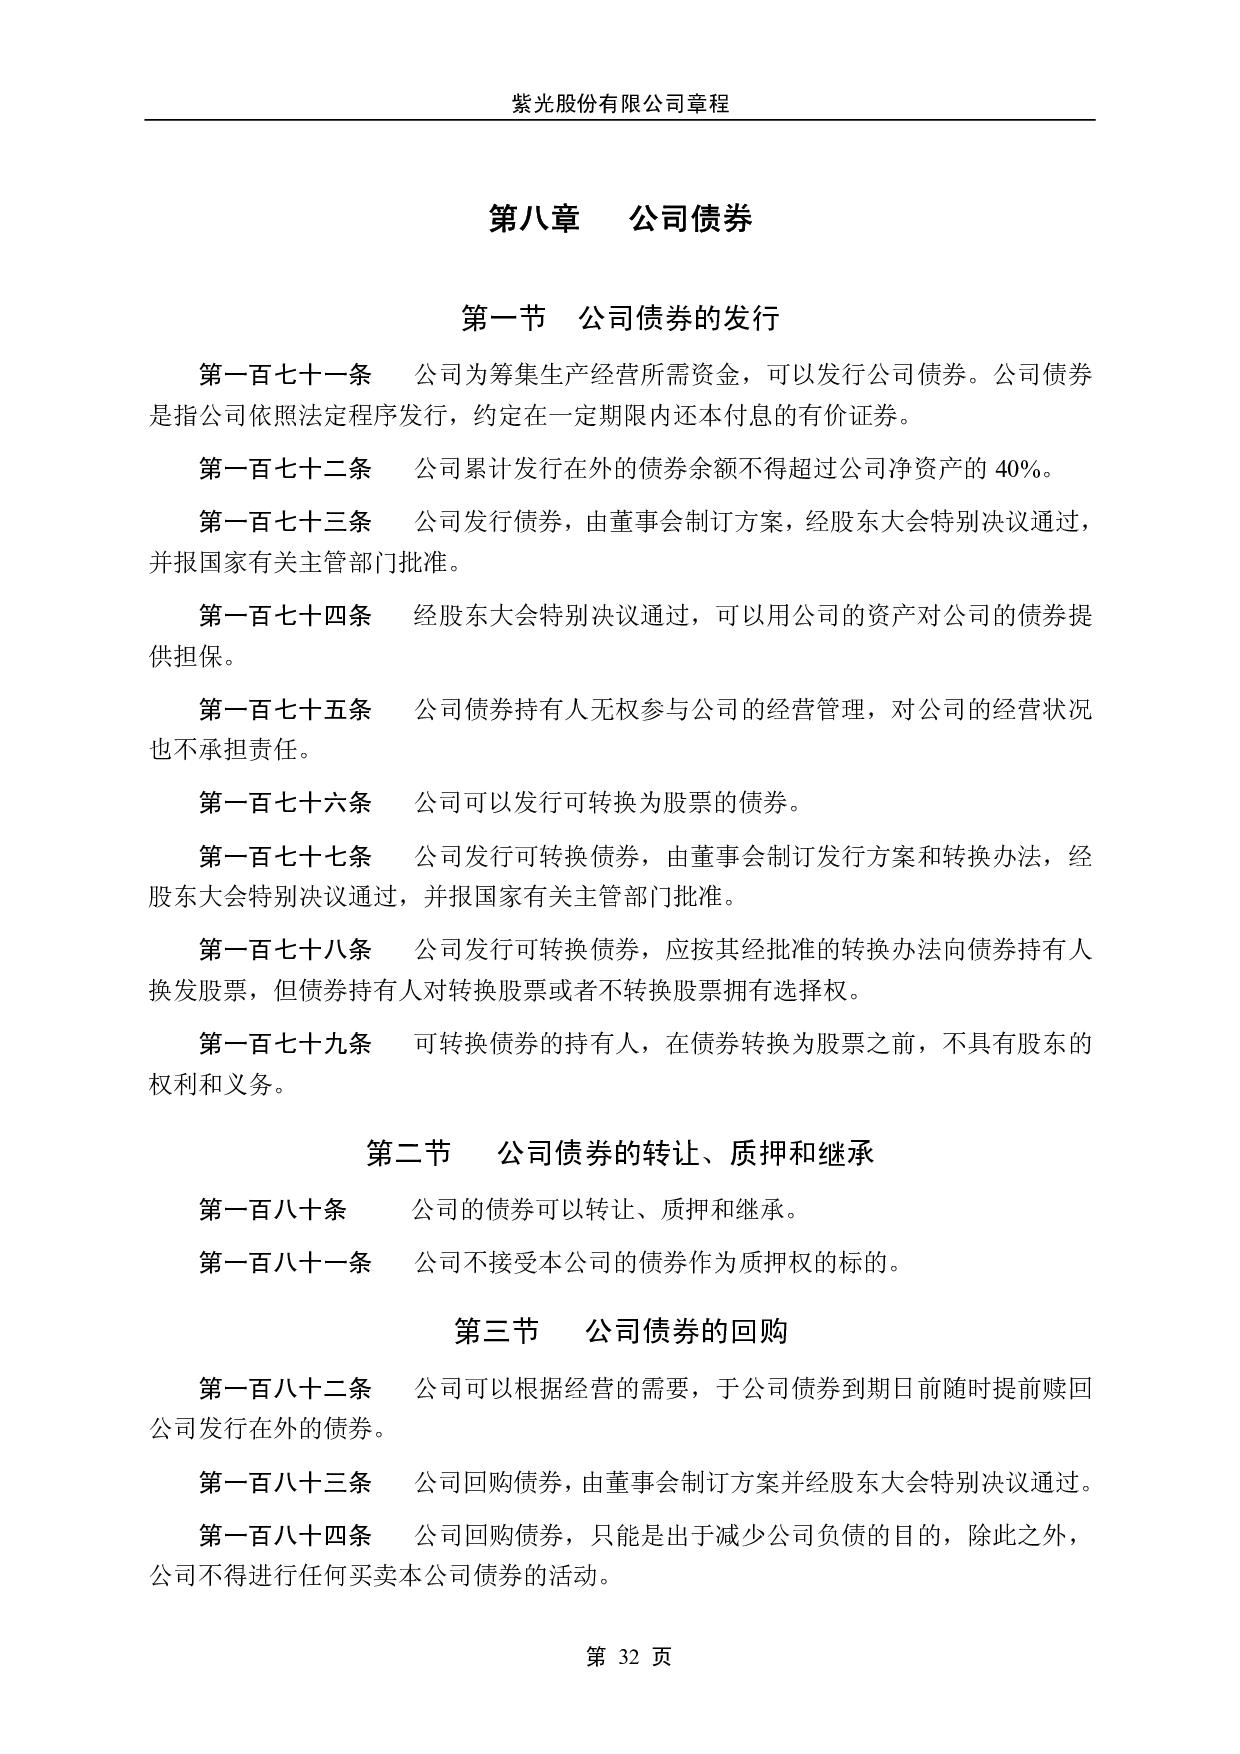 紫光股份有限公司章程
第八章 公司债券
第一节 公司债券的发行
第一百七十一条 公司为筹集生产经营所需资金，可以发行公司债券。公司债券
是指公司依照法定程序发行，约定在一定期限内还本付息的有价证券。
第一百七十二条 公司累计发行在外的债券余额不得超过公司净资产的 40%。
第一百七十三条 公司发行债券，由董事会制订方案，经股东大会特别决议通过，
并报国家有关主管部门批准。
第一百七十四条 经股东大会特别决议通过，可以用公司的资产对公司的债券提
供担保。
第一百七十五条 公司债券持有人无权参与公司的经营管理，对公司的经营状况
也不承担责任。
第一百七十六条 公司可以发行可转换为股票的债券。
第一百七十七条 公司发行可转换债券，由董事会制订发行方案和转换办法，经
股东大会特别决议通过，并报国家有关主管部门批准。
第一百七十八条 公司发行可转换债券，应按其经批准的转换办法向债券持有人
换发股票，但债券持有人对转换股票或者不转换股票拥有选择权。
第一百七十九条 可转换债券的持有人，在债券转换为股票之前，不具有股东的
权利和义务。
第二节 公司债券的转让、质押和继承
第一百八十条 公司的债券可以转让、质押和继承。
第一百八十一条 公司不接受本公司的债券作为质押权的标的。
第三节 公司债券的回购
第一百八十二条 公司可以根据经营的需要，于公司债券到期日前随时提前赎回
公司发行在外的债券。
第一百八十三条 公司回购债券，由董事会制订方案并经股东大会特别决议通过。
第一百八十四条 公司回购债券，只能是出于减少公司负债的目的，除此之外，
公司不得进行任何买卖本公司债券的活动。
第 32 页